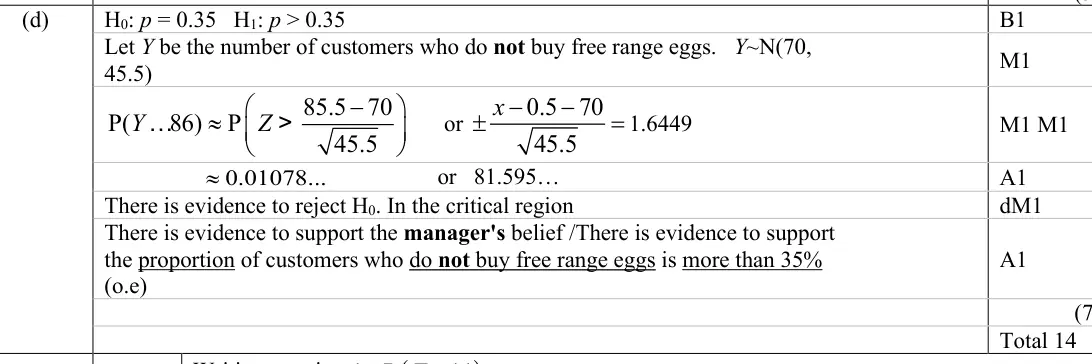 (d)
H₀: p = 0.35 H₁: p > 0.35
B1
Let Y be the number of customers who do not buy free range eggs. Y~N(70,
45.5)
M1
P(Y …86) ≈ P( Z > (85.5 − 70)/√45.5 ) or ± (x − 0.5 − 70)/√45.5 = 1.6449
M1 M1
≈ 0.01078... or 81.595…
A1
There is evidence to reject H₀. In the critical region
dM1
There is evidence to support the manager's belief /There is evidence to support
the proportion of customers who do not buy free range eggs is more than 35%
(o.e)
A1
(7
Total 14